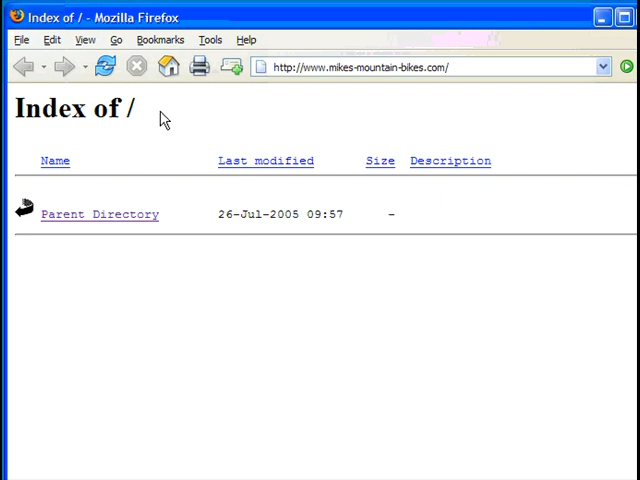 Index of / - Mozilla Firefox
File Edit View Go Bookmarks Tools Help
http://www.mikes-mountain-bikes.com/
Index of /
Name Last modified Size Description
Parent Directory 26-Jul-2005 09:57 -